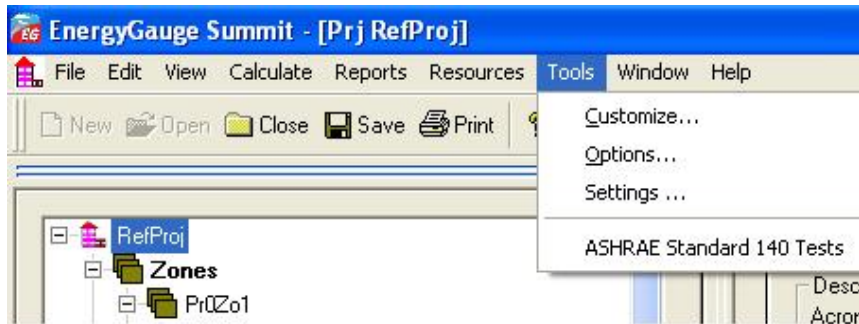 EG EnergyGauge Summit - [Prj RefProj]
File Edit View Calculate Reports Resources Tools Window Help
New Open Close Save Print
Customize...
Options...
Settings ...
ASHRAE Standard 140 Tests
RefProj
Zones
Pr0Zo1
Desc
Acron